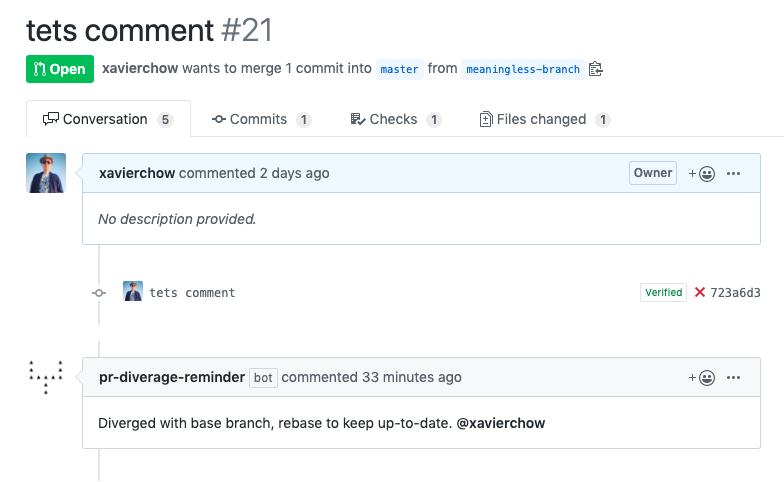 tets comment #21
Open xavierchow wants to merge 1 commit into master from meaningless-branch
Conversation 5 Commits 1 Checks 1 Files changed 1
xavierchow commented 2 days ago Owner
No description provided.
tets comment Verified 723a6d3
pr-diverage-reminder bot commented 33 minutes ago
Diverged with base branch, rebase to keep up-to-date. @xavierchow